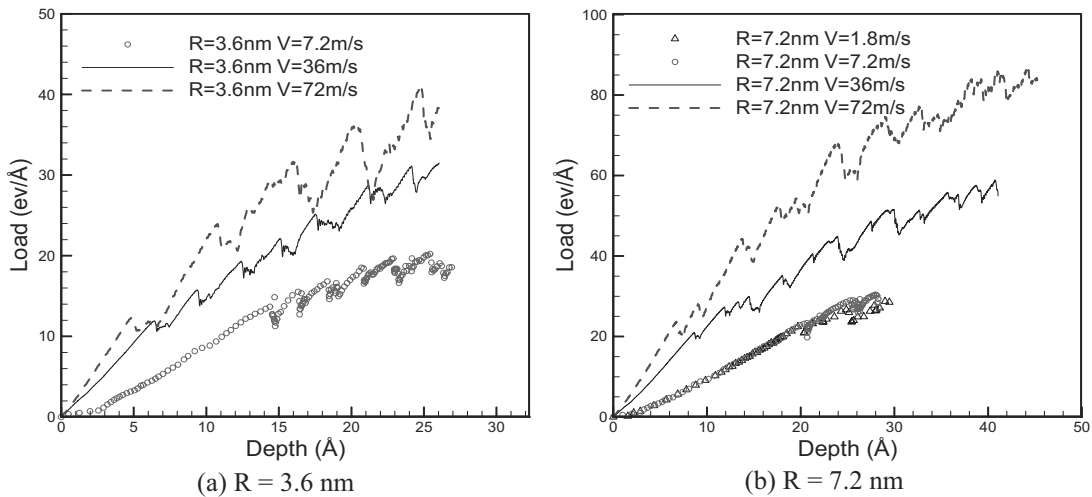 50
40
30
20
10
0
Load (ev/Å)
R=3.6nm V=7.2m/s
R=3.6nm V=36m/s
R=3.6nm V=72m/s
0 5 10 15 20 25 30
Depth (Å)
(a) R = 3.6 nm
100
80
60
40
20
0
Load (ev/Å)
R=7.2nm V=1.8m/s
R=7.2nm V=7.2m/s
R=7.2nm V=36m/s
R=7.2nm V=72m/s
0 10 20 30 40 50
Depth (Å)
(b) R = 7.2 nm